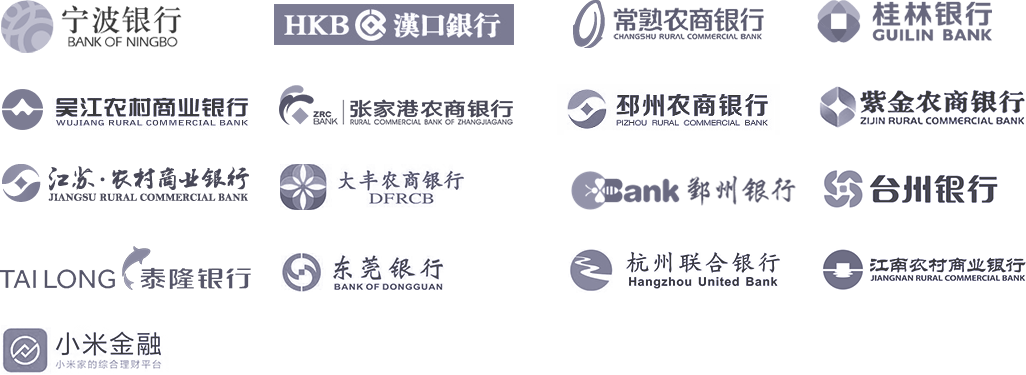 宁波银行
BANK OF NINGBO
HKB 漢口銀行
常熟农商银行
CHANGSHU RURAL COMMERCIAL BANK
桂林银行
GUILIN BANK
吴江农村商业银行
WUJIANG RURAL COMMERCIAL BANK
ZRC BANK
张家港农商银行
RURAL COMMERCIAL BANK OF ZHANGJIAGANG
邳州农商银行
PIZHOU RURAL COMMERCIAL BANK
紫金农商银行
ZIJIN RURAL COMMERCIAL BANK
江苏·农村商业银行
JIANGSU RURAL COMMERCIAL BANK
大丰农商银行
DFRCB
Bank 鄞州银行
台州银行
TAI LONG 泰隆银行
东莞银行
BANK OF DONGGUAN
杭州联合银行
Hangzhou United Bank
江南农村商业银行
JIANGNAN RURAL COMMERCIAL BANK
小米金融
小米家的综合理财平台